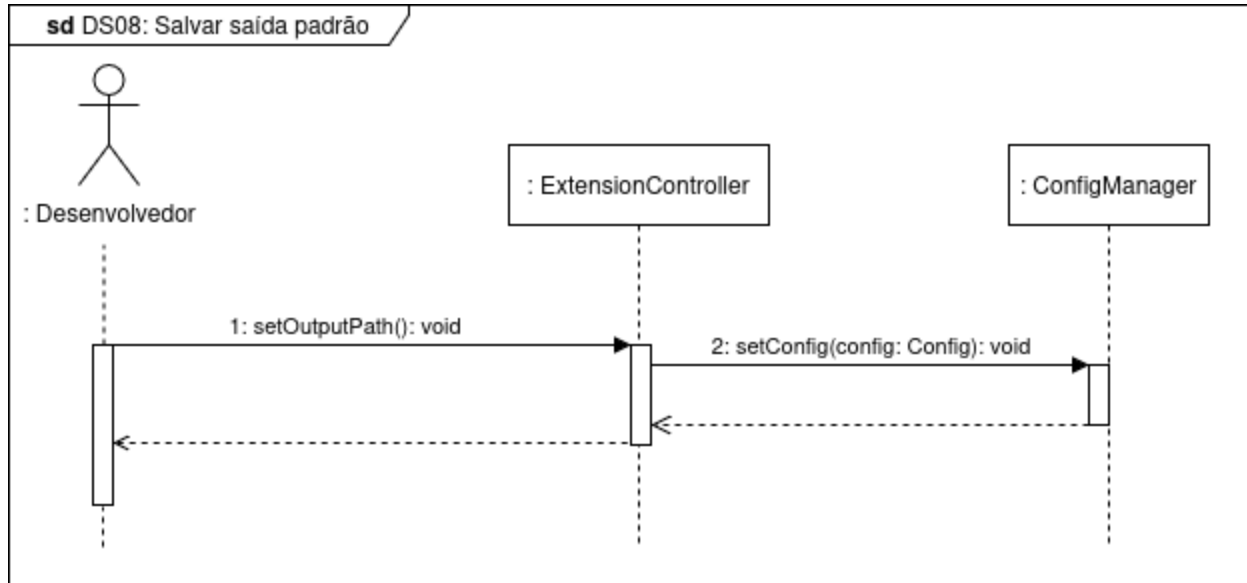 sd DS08: Salvar saída padrão
: Desenvolvedor
: ExtensionController
: ConfigManager
1: setOutputPath(): void
2: setConfig(config: Config): void